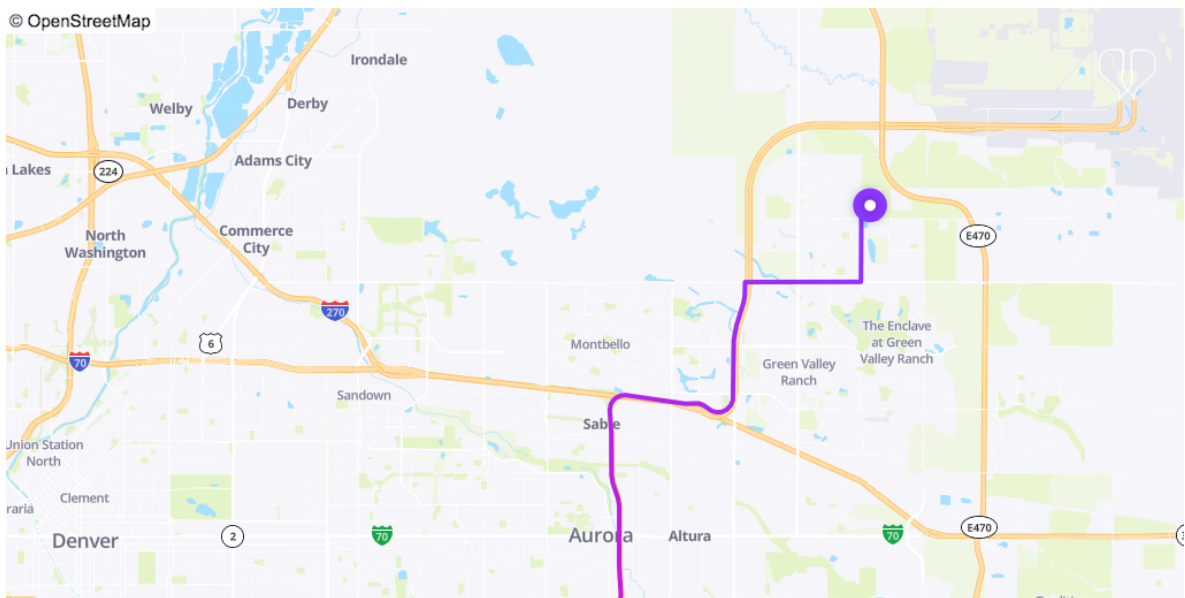 © OpenStreetMap
Irondale
Welby
Derby
Adams City
Lakes
224
Commerce
City
North
Washington
E470
270
6
70
Montbello
The Enclave
at Green
Valley Ranch
Green Valley
Ranch
Sandown
Sable
Union Station
North
Clement
raria
Denver
2
70
Aurora
Altura
70
E470
3